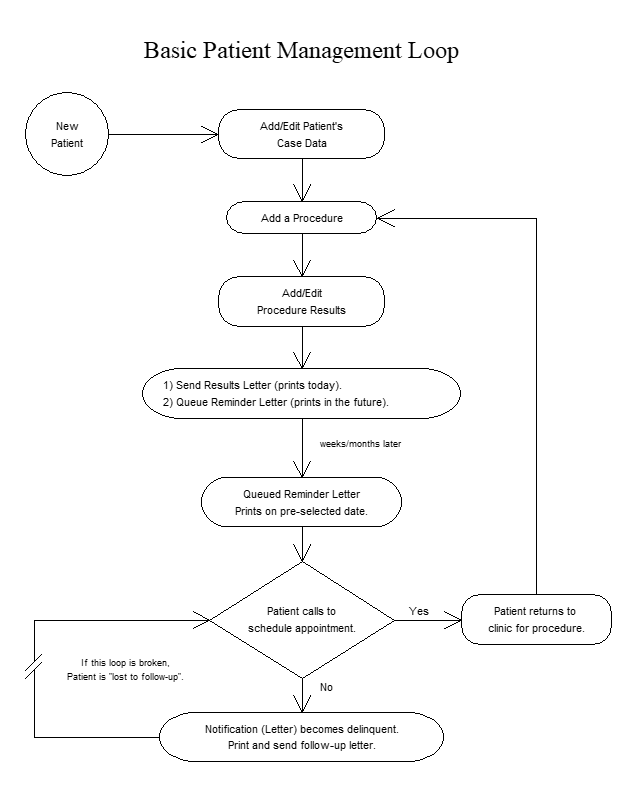 Basic Patient Management Loop
New
Patient
Add/Edit Patient's
Case Data
Add a Procedure
Add/Edit
Procedure Results
1) Send Results Letter (prints today).
2) Queue Reminder Letter (prints in the future).
weeks/months later
Queued Reminder Letter
Prints on pre-selected date.
Patient calls to
schedule appointment.
Yes
Patient returns to
clinic for procedure.
If this loop is broken,
Patient is "lost to follow-up".
No
Notification (Letter) becomes delinquent.
Print and send follow-up letter.